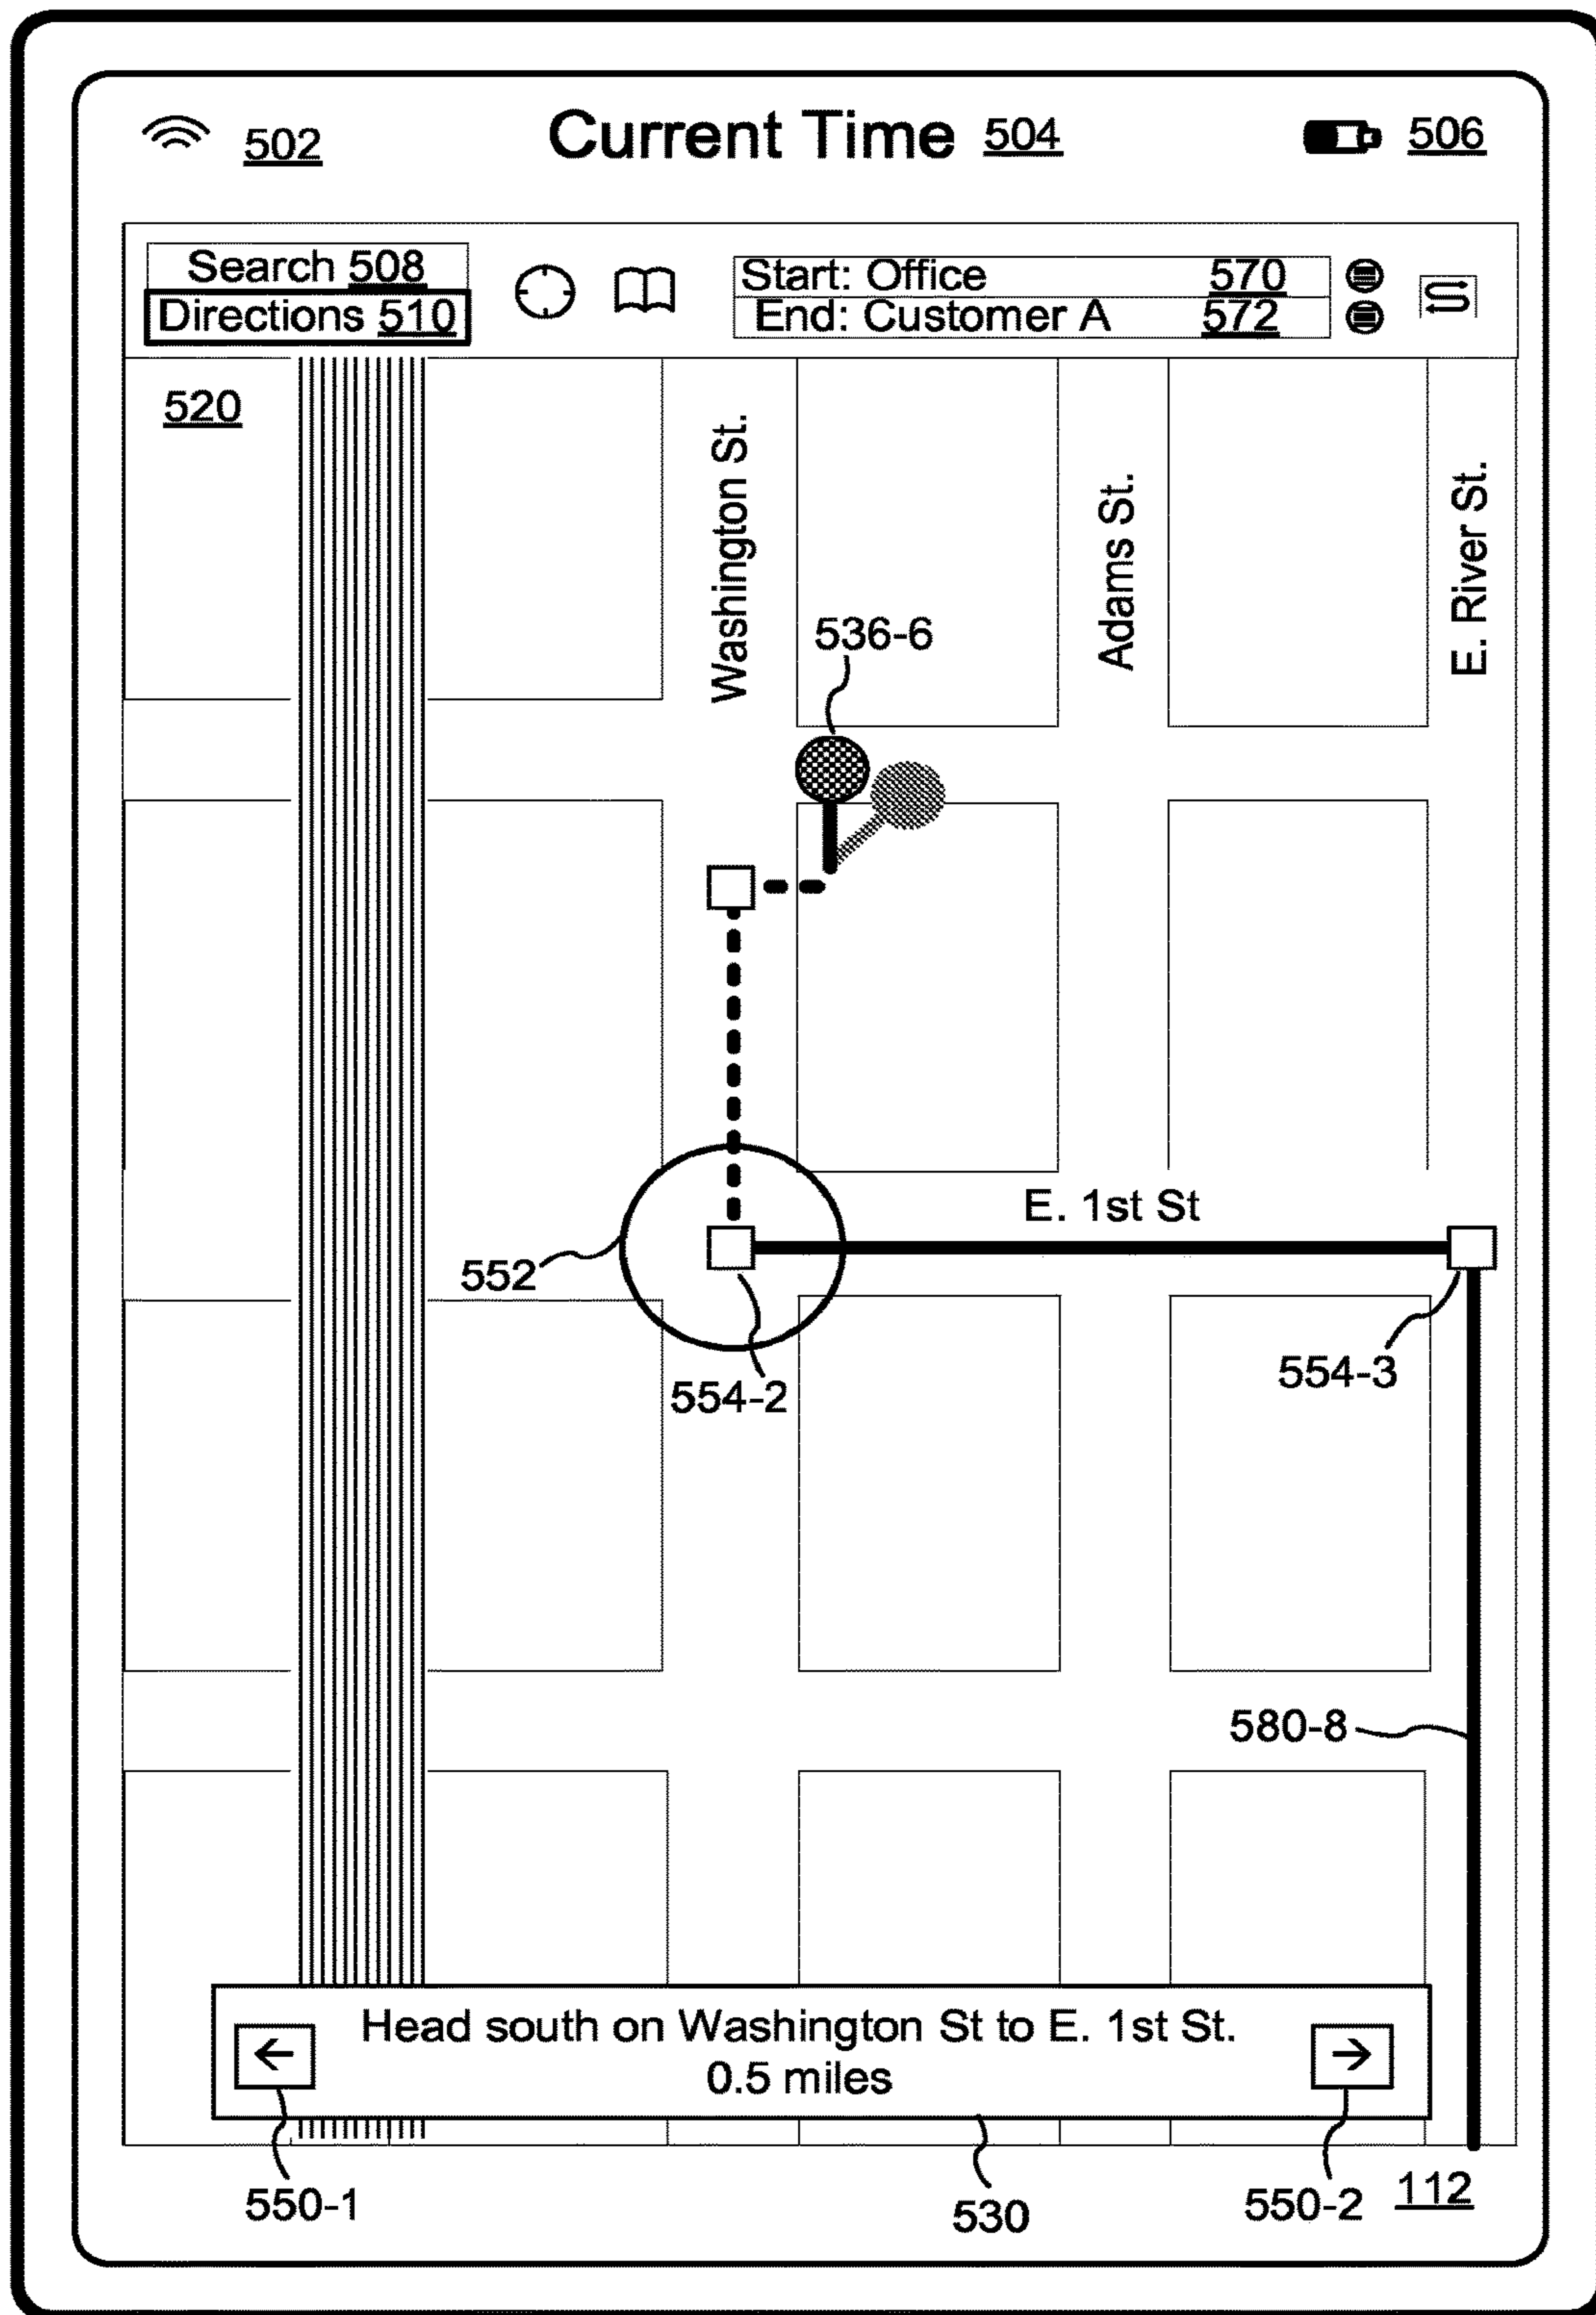 502
Current Time 504
506
Search 508
Directions 510
Start: Office 570
End: Customer A 572
520
Washington St.
Adams St.
E. River St.
536-6
E. 1st St
552
554-2
554-3
580-8
Head south on Washington St to E. 1st St.
0.5 miles
550-1
530
550-2
112